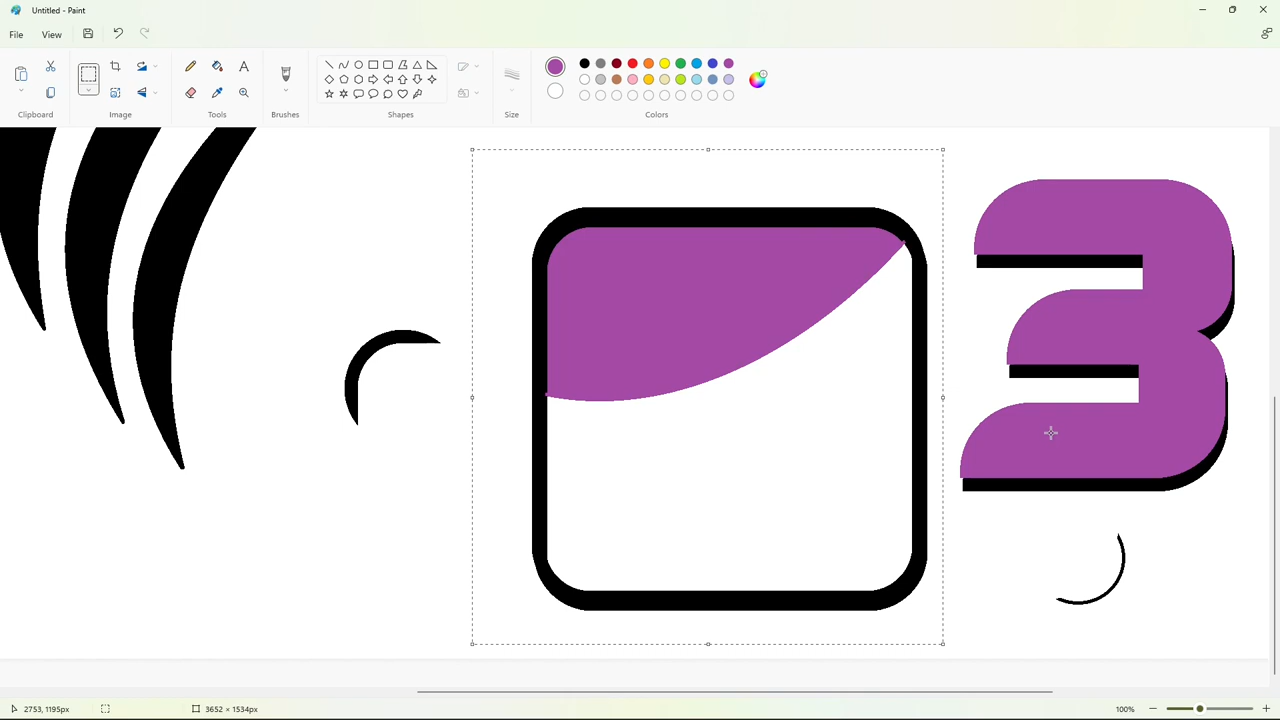 Untitled - Paint
File
View
Clipboard
Image
Tools
Brushes
Shapes
Size
Colors
3
2753, 1195px
3652 × 1534px
100%